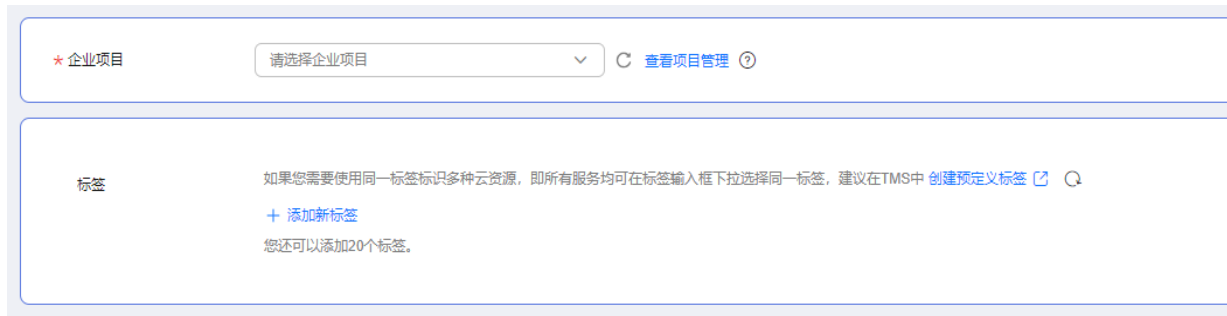 * 企业项目 请选择企业项目 查看项目管理 ?
标签 如果您需要使用同一标签标识多种云资源，即所有服务均可在标签输入框下拉选择同一标签，建议在TMS中 创建预定义标签
+ 添加新标签
您还可以添加20个标签。